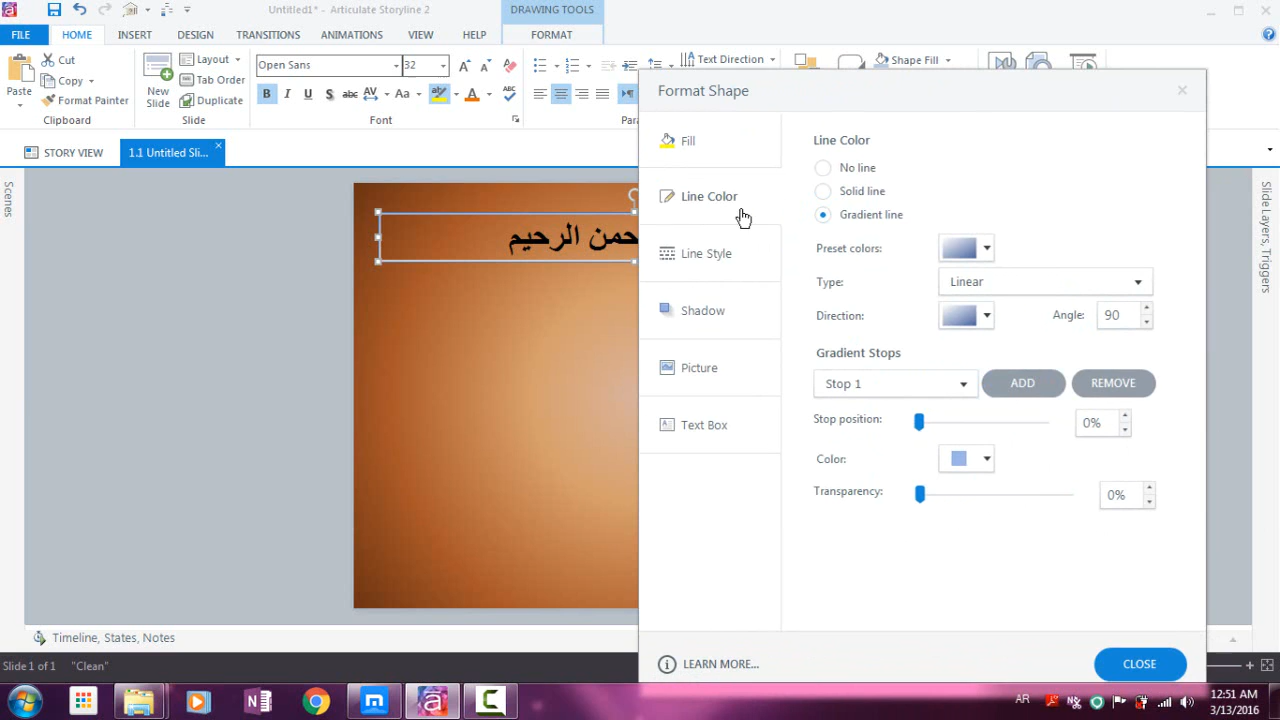 Untitled1* - Articulate Storyline 2
DRAWING TOOLS
FILE HOME INSERT DESIGN TRANSITIONS ANIMATIONS VIEW HELP FORMAT
Cut
Copy
Format Painter
Paste
Clipboard
New Slide
Layout
Tab Order
Duplicate
Slide
Open Sans 32
B I U S abc AV Aa A ABC
Font
Text Direction
Shape Fill
STORY VIEW
1.1 Untitled Sli...
Scenes
حمن الرحيم
Format Shape
Fill
Line Color
Line Style
Shadow
Picture
Text Box
Line Color
No line
Solid line
Gradient line
Preset colors:
Type: Linear
Direction: Angle: 90
Gradient Stops
Stop 1 ADD REMOVE
Stop position: 0%
Color:
Transparency: 0%
LEARN MORE...
CLOSE
Slide Layers, Triggers
Timeline, States, Notes
Slide 1 of 1 "Clean"
AR
12:51 AM
3/13/2016